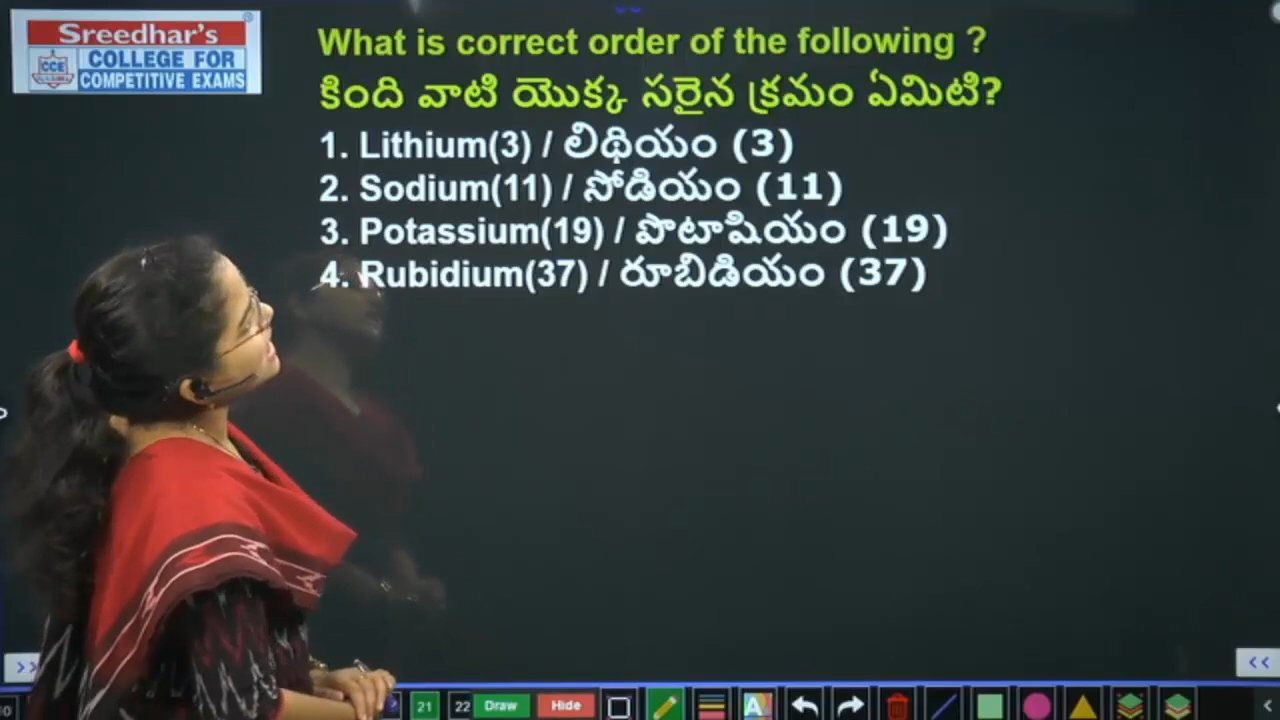 Sreedhar's
CCE
COLLEGE FOR
COMPETITIVE EXAMS
What is correct order of the following ?
కింది వాటి యొక్క సరైన క్రమం ఏమిటి?
1. Lithium(3) / లిథియం (3)
2. Sodium(11) / సోడియం (11)
3. Potassium(19) / పొటాషియం (19)
4. Rubidium(37) / రూబిడియం (37)
>>
<<
21 22 Draw Hide